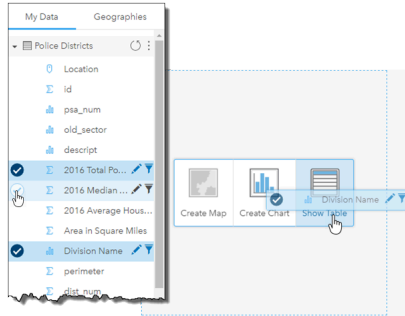 My Data Geographies
Police Districts
Location
id
psa_num
old_sector
descript
2016 Total Po...
2016 Median ...
2016 Average Hous...
Area in Square Miles
Division Name
perimeter
dist_num
Create Map Create Chart Show Table
Division Name